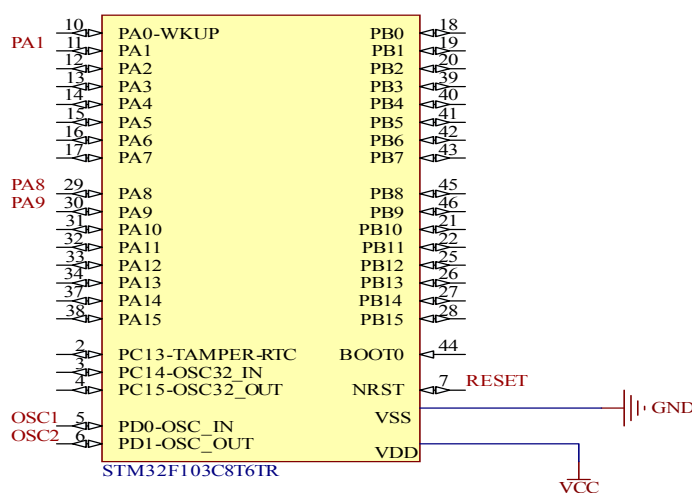 10 PA0-WKUP PB0 18
PA1 11 PA1 PB1 19
12 PA2 PB2 20
13 PA3 PB3 39
14 PA4 PB4 40
15 PA5 PB5 41
16 PA6 PB6 42
17 PA7 PB7 43
PA8 29 PA8 PB8 45
PA9 30 PA9 PB9 46
31 PA10 PB10 21
32 PA11 PB11 22
33 PA12 PB12 25
34 PA13 PB13 26
37 PA14 PB14 27
38 PA15 PB15 28
2 PC13-TAMPER-RTC BOOT0 44
3 PC14-OSC32_IN
4 PC15-OSC32_OUT NRST 7 RESET
VSS GND
OSC1 5 PD0-OSC_IN
OSC2 6 PD1-OSC_OUT
VDD
STM32F103C8T6TR
VCC